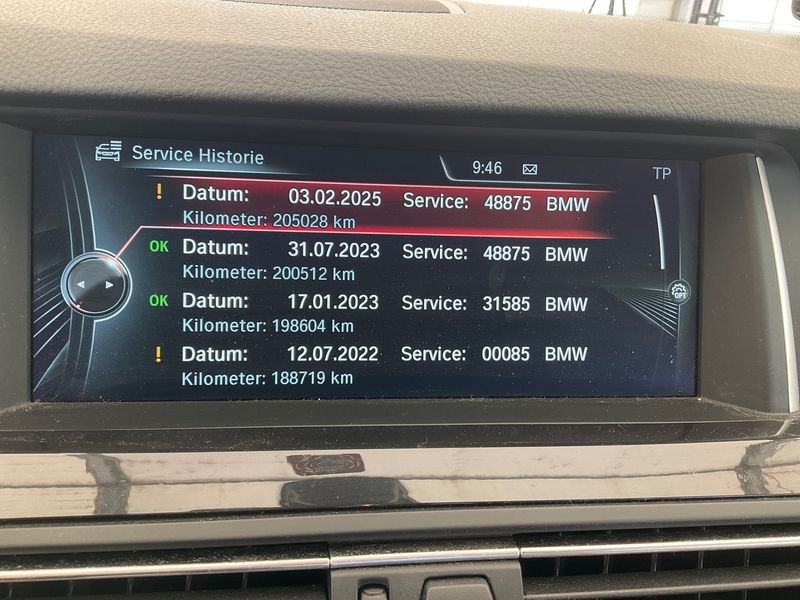 Service Historie 9:46
TP
! Datum: 03.02.2025 Service: 48875 BMW
Kilometer: 205028 km
OK Datum: 31.07.2023 Service: 48875 BMW
Kilometer: 200512 km
OPT
OK Datum: 17.01.2023 Service: 31585 BMW
Kilometer: 198604 km
! Datum: 12.07.2022 Service: 00085 BMW
Kilometer: 188719 km